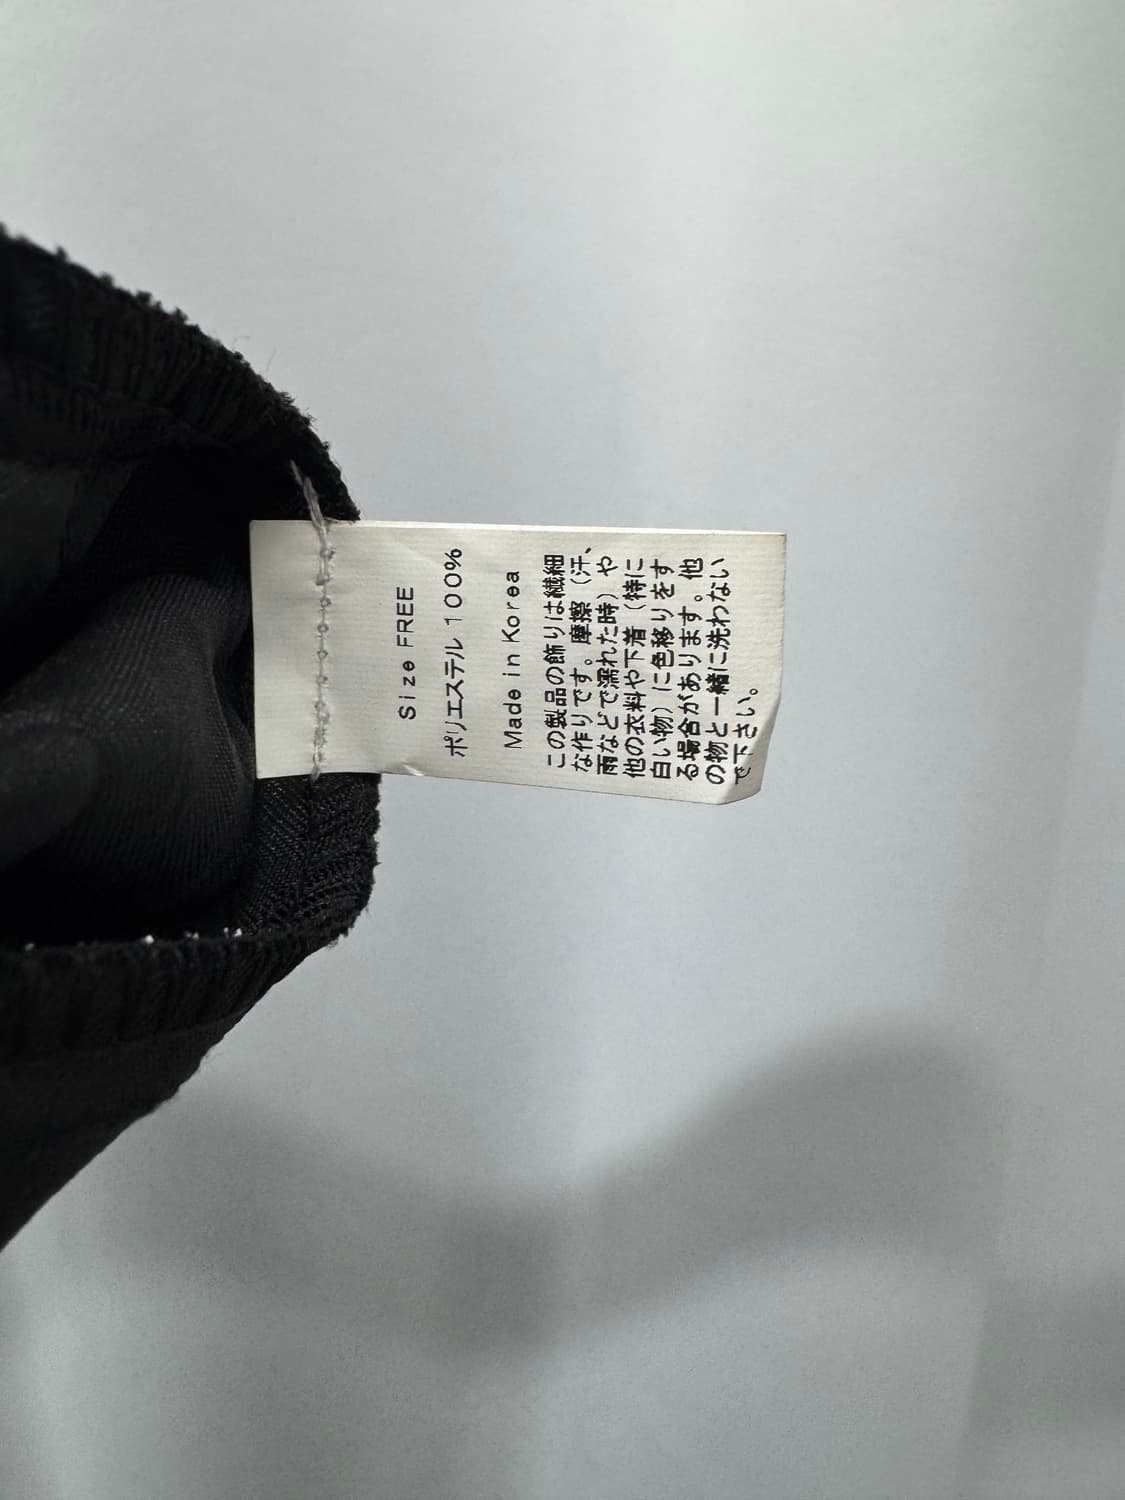 Size FREE
ポリエステル 100%
Made in Korea
この製品の飾りは繊細
な作りです。摩擦（汗、
雨などで濡れた時）や
他の衣料や下着（特に
白い物）に色移りをす
る場合があります。他
の物と一緒に洗わない
で下さい。